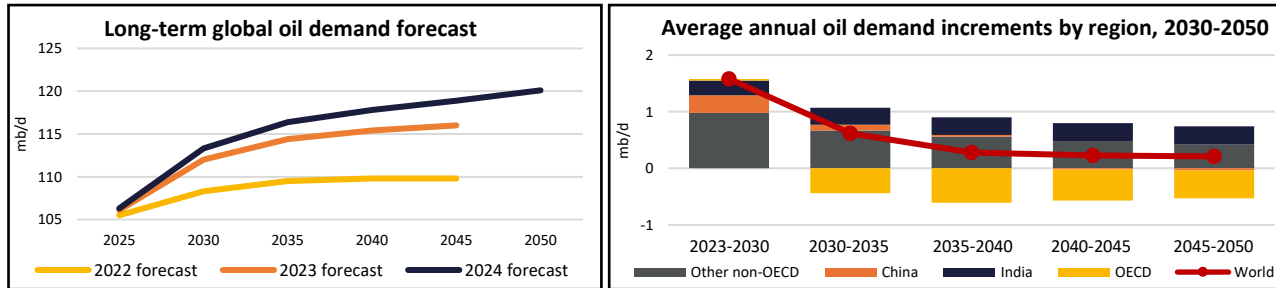 Long-term global oil demand forecast
125
120
115
110
105
mb/d
2025 2030 2035 2040 2045 2050
2022 forecast 2023 forecast 2024 forecast
Average annual oil demand increments by region, 2030-2050
2
1
0
-1
mb/d
2023-2030 2030-2035 2035-2040 2040-2045 2045-2050
Other non-OECD China India OECD World